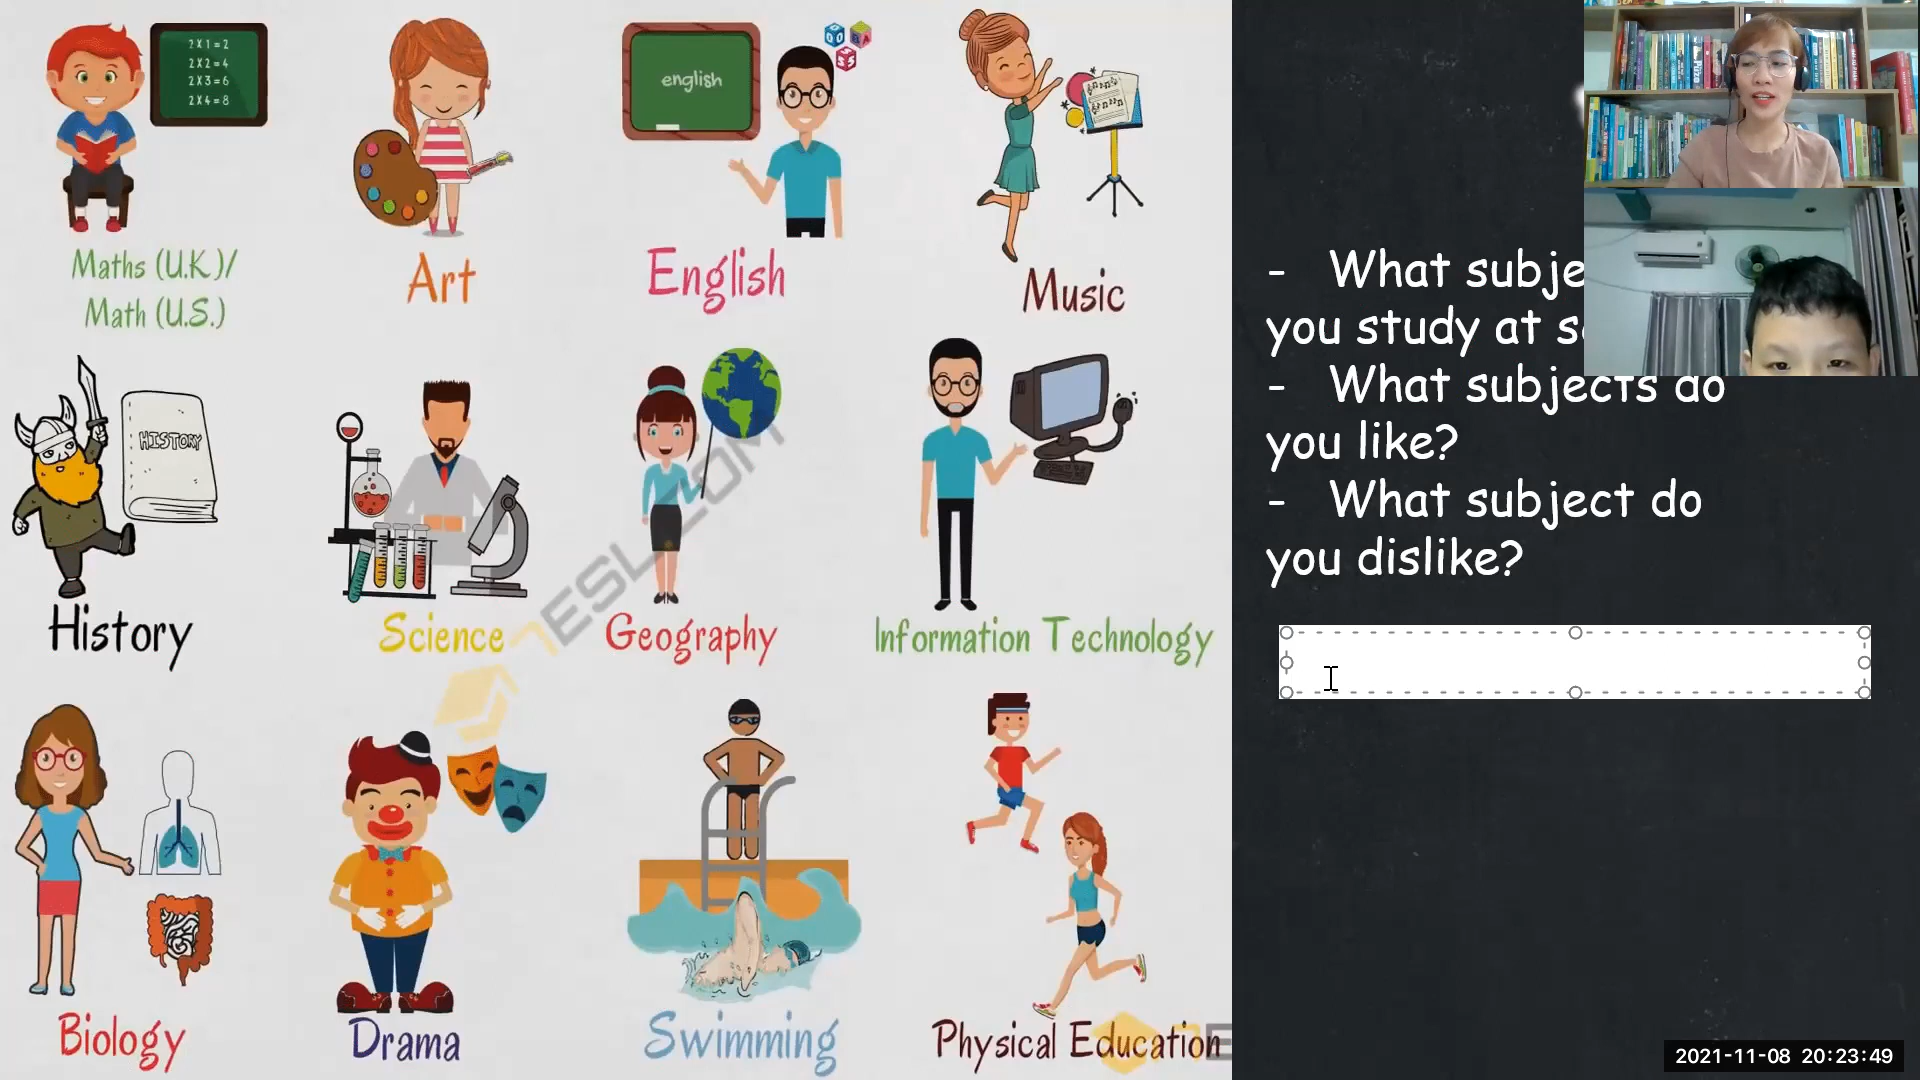 2X1=2
2X2=4
2X3=6
2X4=8
english
Maths (U.K.)/
Math (U.S.)
Art
English
Music
HISTORY
History
Science
Geography
Information Technology
Biology
Drama
Swimming
Physical Education
7ESL.COM
- What subje
you study at s
- What subjects do
you like?
- What subject do
you dislike?
2021-11-08 20:23:49